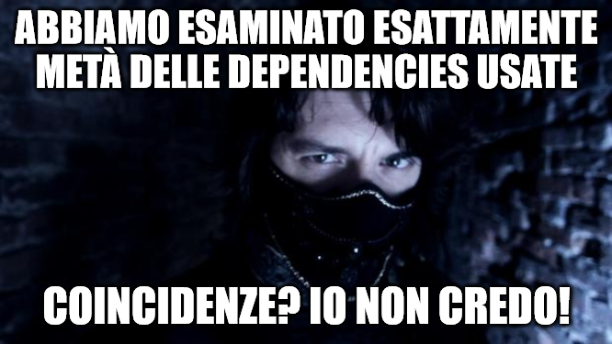 ABBIAMO ESAMINATO ESATTAMENTE
METÀ DELLE DEPENDENCIES USATE
COINCIDENZE? IO NON CREDO!